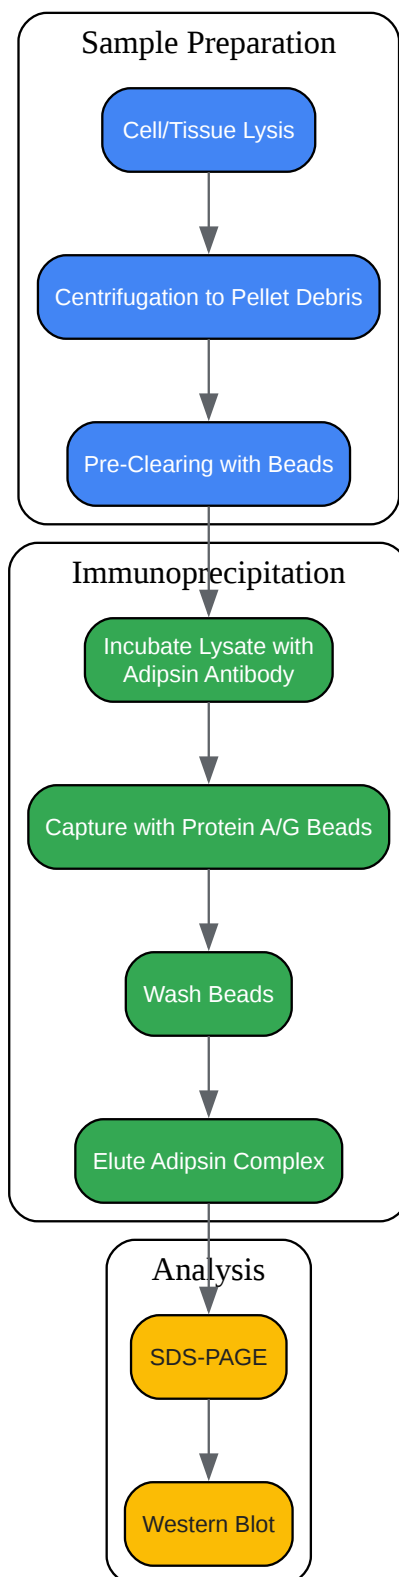 Sample Preparation
Cell/Tissue Lysis
Centrifugation to Pellet Debris
Pre-Clearing with Beads
Immunoprecipitation
Incubate Lysate with
Adipsin Antibody
Capture with Protein A/G Beads
Wash Beads
Elute Adipsin Complex
Analysis
SDS-PAGE
Western Blot